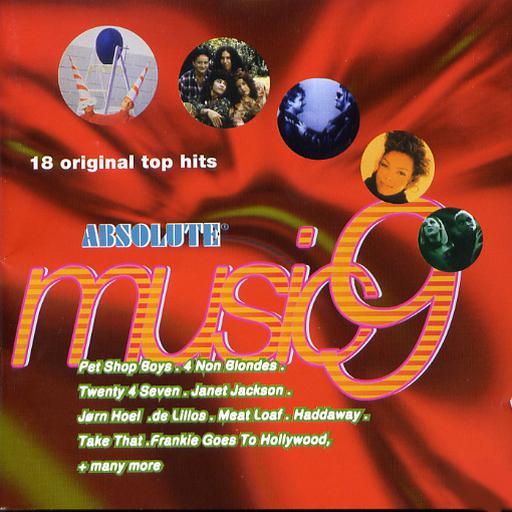 18 original top hits
ABSOLUTE®
music 9
Pet Shop Boys . 4 Non Blondes .
Twenty 4 Seven . Janet Jackson .
Jørn Hoel .de Lillos . Meat Loaf . Haddaway .
Take That .Frankie Goes To Hollywood,
+ many more